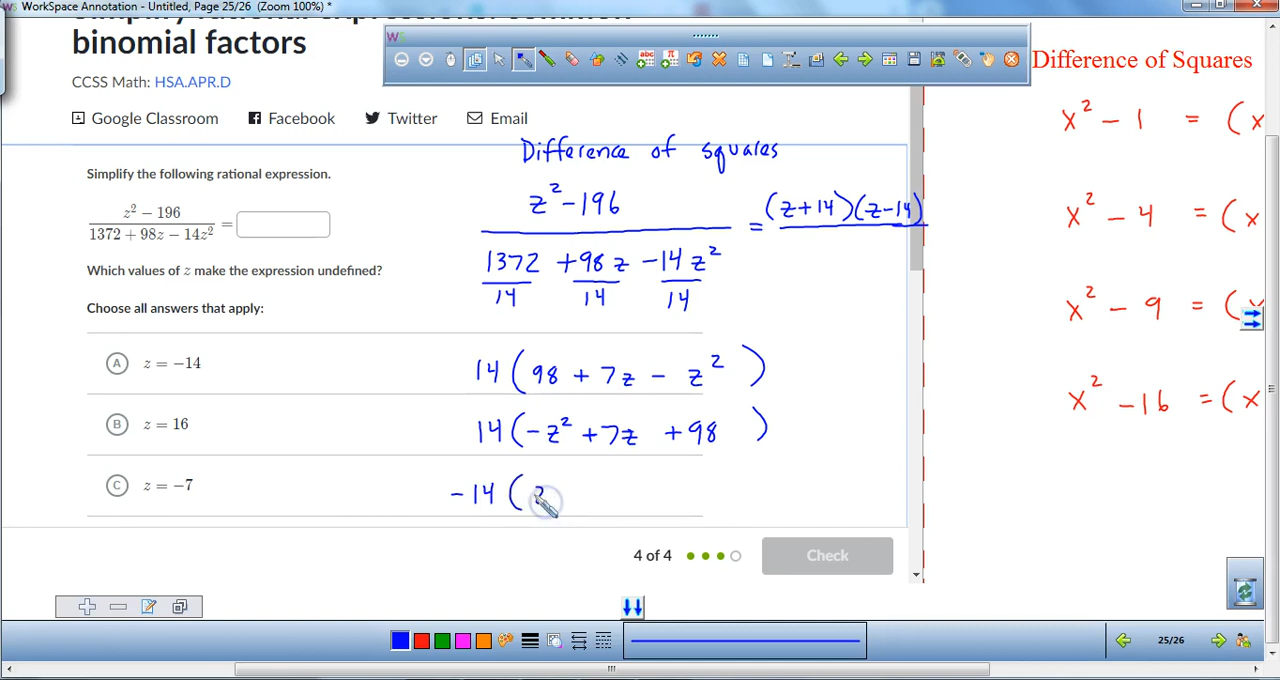 WorkSpace Annotation - Untitled, Page 25/26 (Zoom 100%) *
binomial factors
CCSS Math: HSA.APR.D
Google Classroom Facebook Twitter Email
Difference of squares
Simplify the following rational expression.
z² − 196 / 1372 + 98z − 14z² =
z² - 196 / 1372 + 98z - 14z² = (z+14)(z-14)
14 14 14
Which values of z make the expression undefined?
Choose all answers that apply:
A z = −14
B z = 16
C z = −7
14(98 + 7z - z²)
14(-z² + 7z + 98)
-14(
4 of 4 Check
Difference of Squares
x² - 1 = (x
x² - 4 = (x
x² - 9 = (x
x² - 16 = (x
25/26